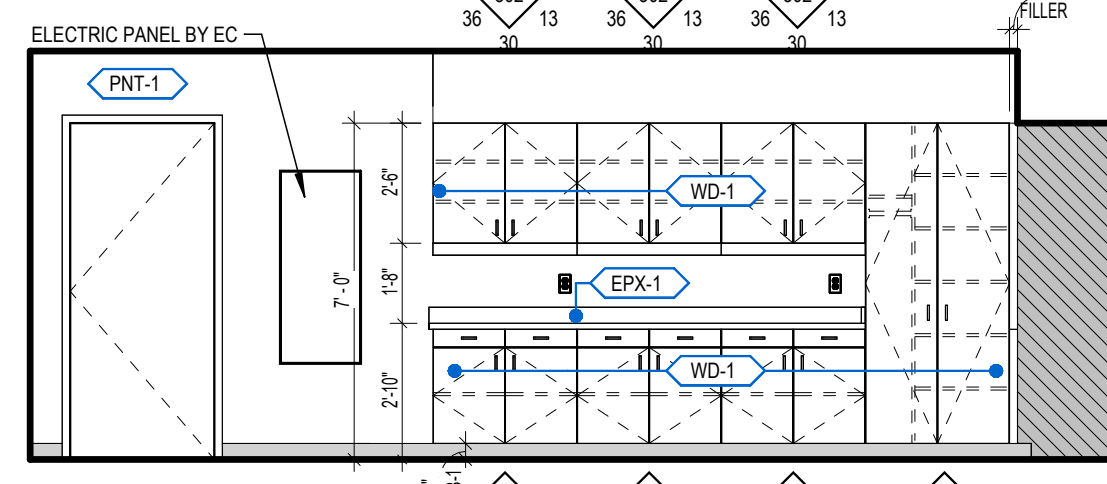 36 13 36 13 36 13
30 30 30
FILLER
ELECTRIC PANEL BY EC
PNT-1
2'-6"
WD-1
1'-8"
7' - 0"
EPX-1
2'-10"
WD-1